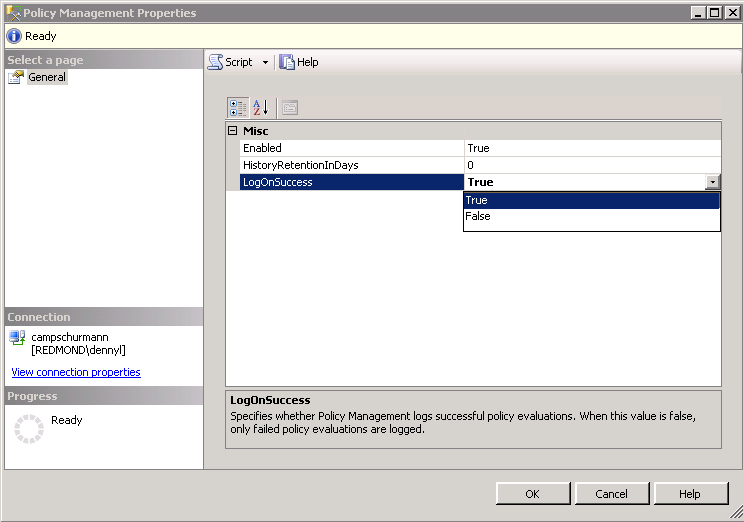 Policy Management Properties
Ready
Select a page
General
Script
Help
A
Z
Misc
Enabled True
HistoryRetentionInDays 0
LogOnSuccess True
True
False
Connection
campschurmann
[REDMOND\dennyl]
View connection properties
Progress
Ready
LogOnSuccess
Specifies whether Policy Management logs successful policy evaluations. When this value is false,
only failed policy evaluations are logged.
OK Cancel Help